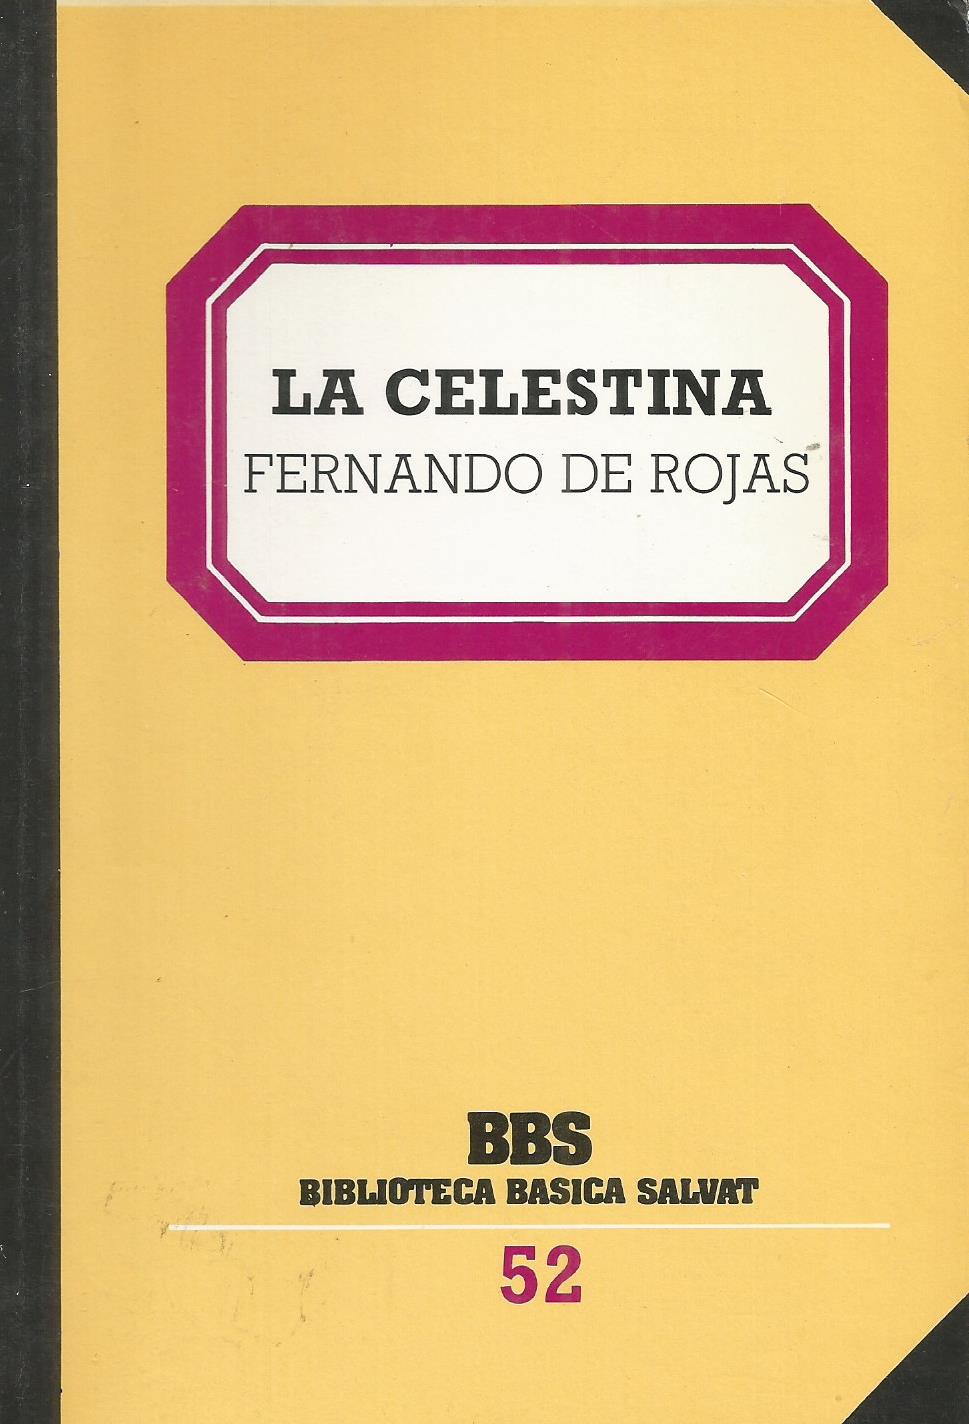 LA CELESTINA
FERNANDO DE ROJAS
BBS
BIBLIOTECA BASICA SALVAT
52